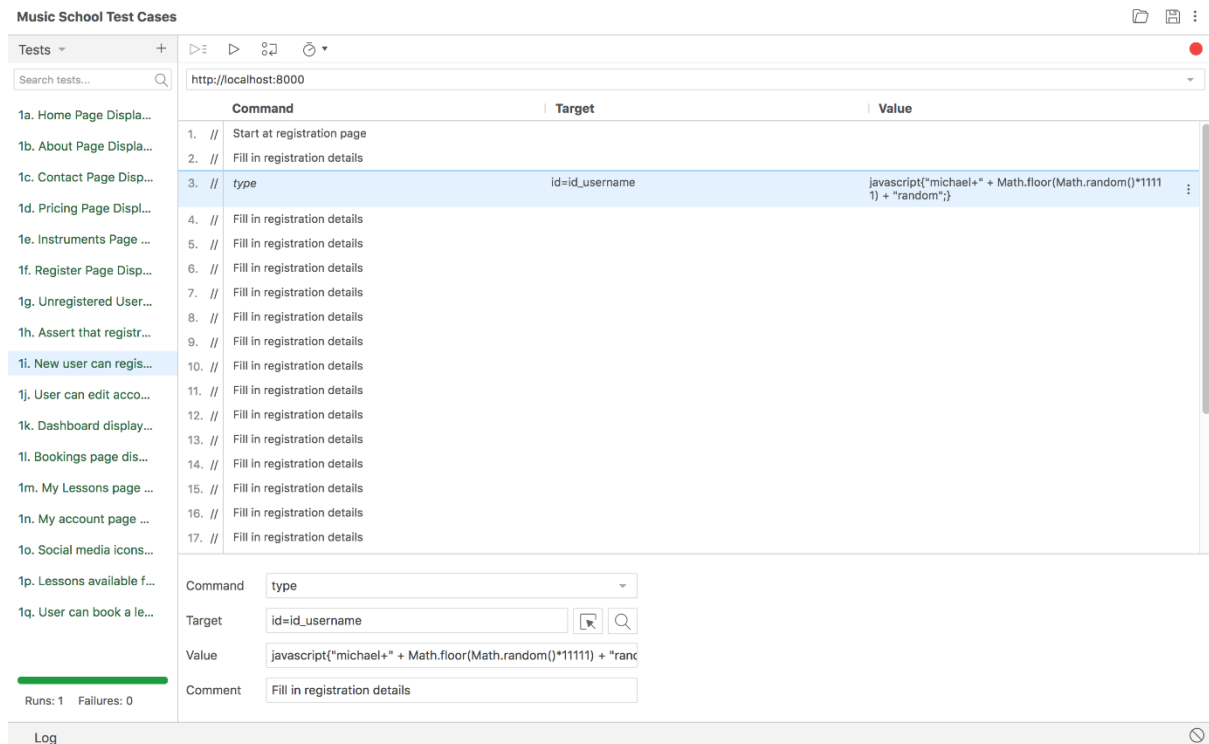 Music School Test Cases
Tests
Search tests...
1a. Home Page Displa...
1b. About Page Displa...
1c. Contact Page Disp...
1d. Pricing Page Displ...
1e. Instruments Page ...
1f. Register Page Disp...
1g. Unregistered User...
1h. Assert that registr...
1i. New user can regis...
1j. User can edit acco...
1k. Dashboard display...
1l. Bookings page dis...
1m. My Lessons page ...
1n. My account page ...
1o. Social media icons...
1p. Lessons available f...
1q. User can book a le...
Runs: 1 Failures: 0
http://localhost:8000
Command Target Value
1. // Start at registration page
2. // Fill in registration details
3. // type id=id_username javascript{"michael+" + Math.floor(Math.random()*1111
1) + "random";}
4. // Fill in registration details
5. // Fill in registration details
6. // Fill in registration details
7. // Fill in registration details
8. // Fill in registration details
9. // Fill in registration details
10. // Fill in registration details
11. // Fill in registration details
12. // Fill in registration details
13. // Fill in registration details
14. // Fill in registration details
15. // Fill in registration details
16. // Fill in registration details
17. // Fill in registration details
Command type
Target id=id_username
Value javascript{"michael+" + Math.floor(Math.random()*11111) + "ranc
Comment Fill in registration details
Log